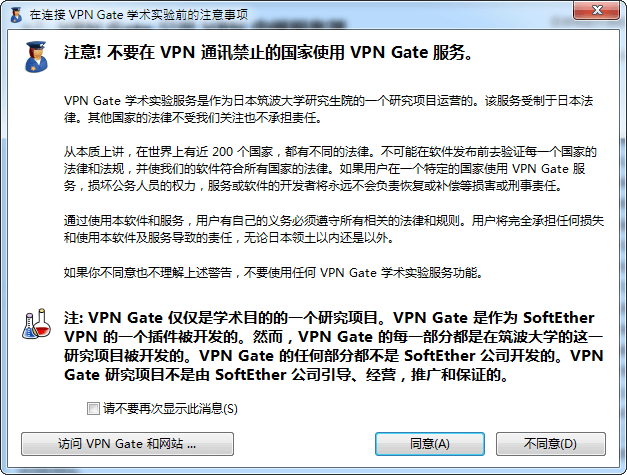 在连接 VPN Gate 学术实验前的注意事项
注意! 不要在 VPN 通讯禁止的国家使用 VPN Gate 服务。
VPN Gate 学术实验服务是作为日本筑波大学研究生院的一个研究项目运营的。该服务受制于日本法
律。其他国家的法律不受我们关注也不承担责任。
从本质上讲，在世界上有近 200 个国家，都有不同的法律。不可能在软件发布前去验证每一个国家的
法律和法规，并使我们的软件符合所有国家的法律。如果用户在一个特定的国家使用 VPN Gate 服
务，损坏公务人员的权力，服务或软件的开发者将永远不会负责恢复或补偿等损害或刑事责任。
通过使用本软件和服务，用户有自己的义务必须遵守所有相关的法律和规则。用户将完全承担任何损失
和使用本软件及服务导致的责任，无论日本领土以内还是以外。
如果你不同意也不理解上述警告，不要使用任何 VPN Gate 学术实验服务功能。
注: VPN Gate 仅仅是学术目的的一个研究项目。VPN Gate 是作为 SoftEther
VPN 的一个插件被开发的。然而，VPN Gate 的每一部分都是在筑波大学的这一
研究项目被开发的。VPN Gate 的任何部分都不是 SoftEther 公司开发的。VPN
Gate 研究项目不是由 SoftEther 公司引导、经营，推广和保证的。
请不要再次显示此消息(S)
访问 VPN Gate 和网站 ...
同意(A)
不同意(D)